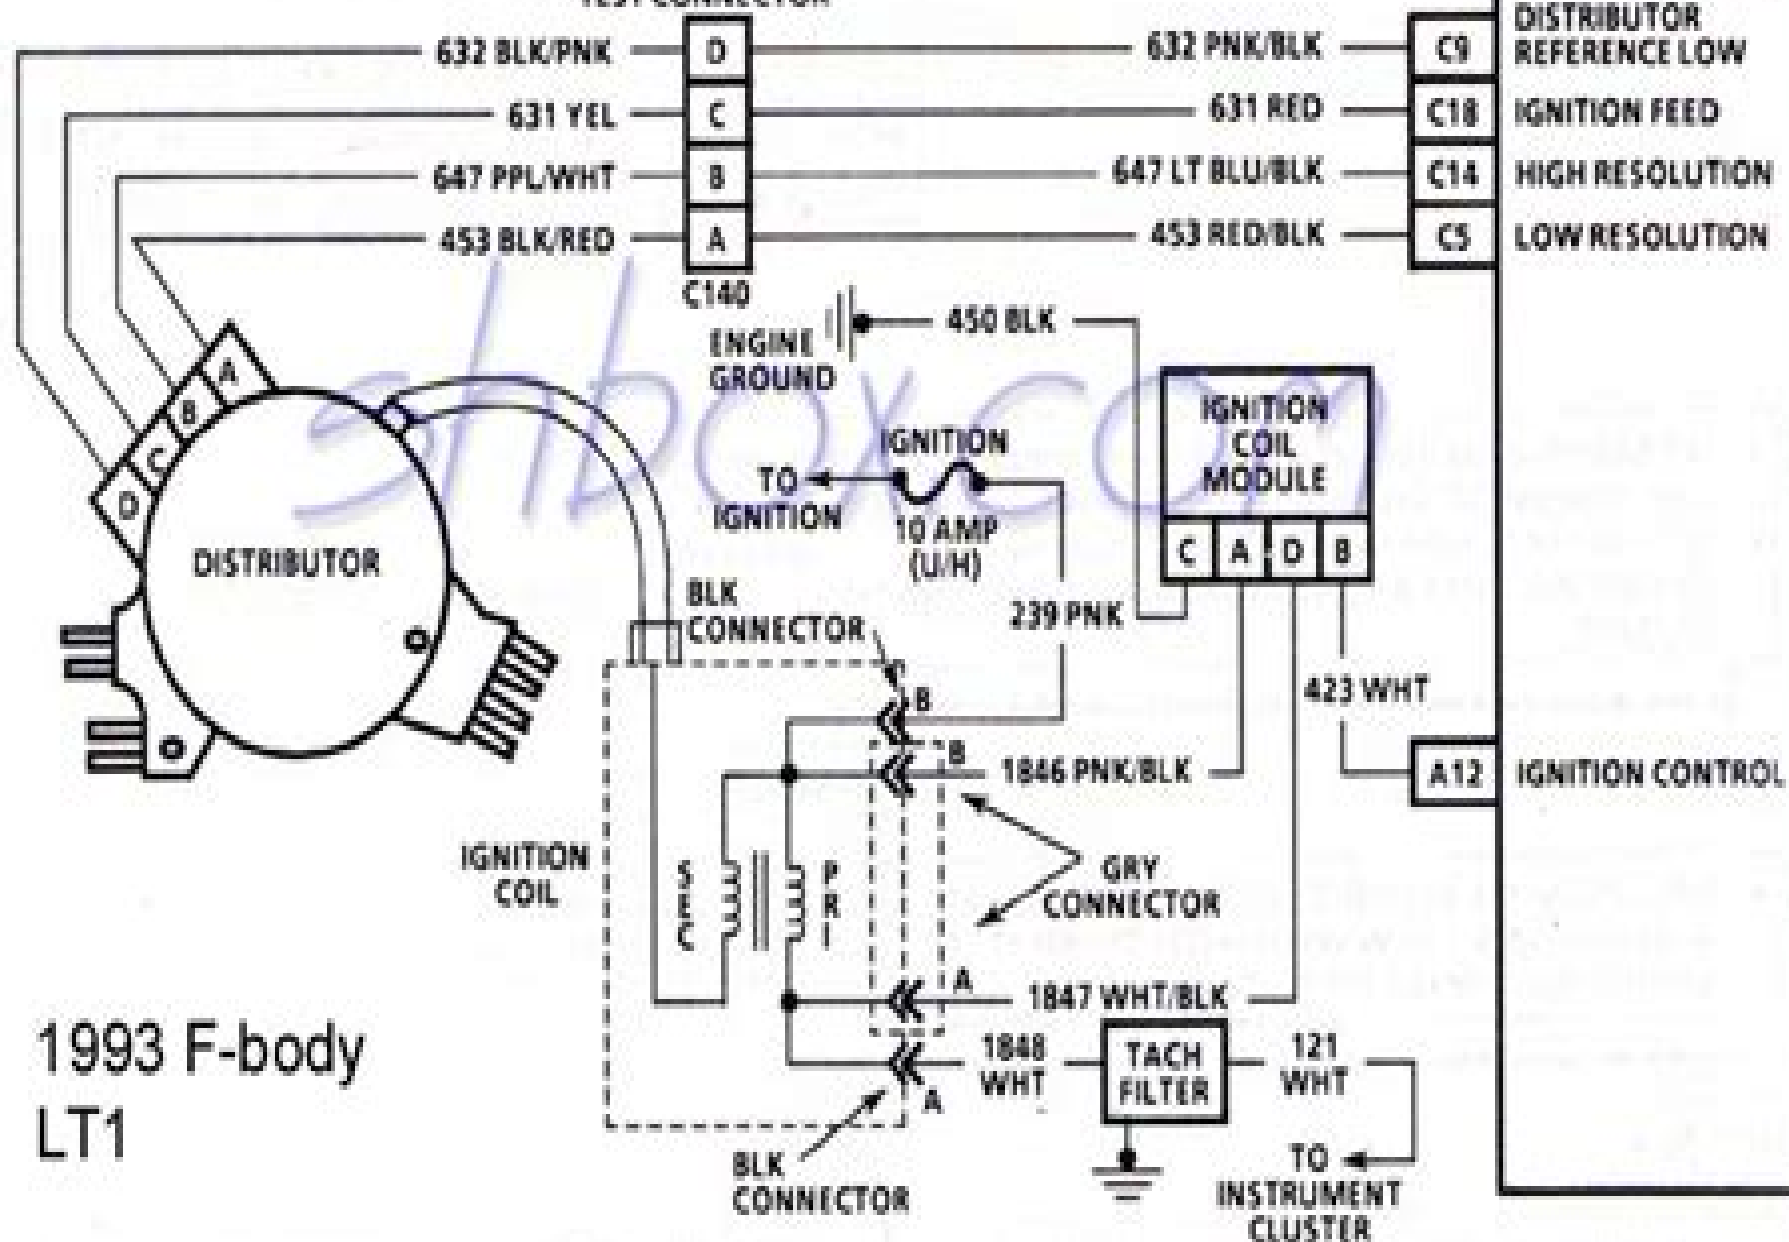 TEST CONNECTOR
632 BLK/PNK
D
632 PNK/BLK
C9
DISTRIBUTOR
REFERENCE LOW
631 YEL
C
631 RED
C18
IGNITION FEED
647 PPL/WHT
B
647 LT BLU/BLK
C14
HIGH RESOLUTION
453 BLK/RED
A
453 RED/BLK
C5
LOW RESOLUTION
C140
shbox.com
ENGINE
GROUND
450 BLK
A
B
C
D
DISTRIBUTOR
IGNITION
TO
IGNITION
10 AMP
(U/H)
IGNITION
COIL
MODULE
C
A
D
B
BLK
CONNECTOR
239 PNK
423 WHT
B
B
1846 PNK/BLK
A12
IGNITION CONTROL
IGNITION
COIL
SEC
PRI
GRY
CONNECTOR
A
1847 WHT/BLK
1848
WHT
TACH
FILTER
121
WHT
A
BLK
CONNECTOR
TO
INSTRUMENT
CLUSTER
1993 F-body
LT1